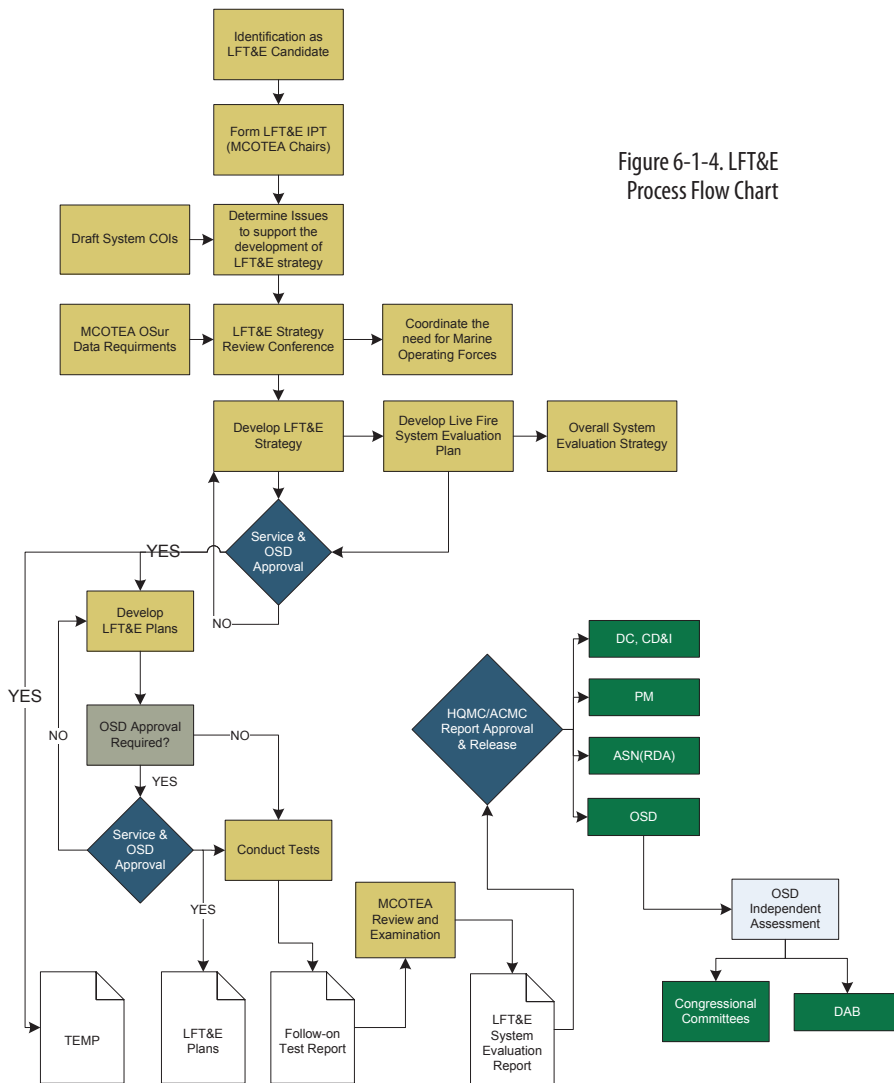 Identification as
LFT&E Candidate
Form LFT&E IPT
(MCOTEA Chairs)
Figure 6-1-4. LFT&E
Process Flow Chart
Draft System COIs
Determine Issues
to support the
development of
LFT&E strategy
MCOTEA OSur
Data Requirments
LFT&E Strategy
Review Conference
Coordinate the
need for Marine
Operating Forces
Develop LFT&E
Strategy
Develop Live Fire
System Evaluation
Plan
Overall System
Evaluation Strategy
Service &
OSD
Approval
YES
NO
Develop
LFT&E Plans
YES
NO
OSD Approval
Required?
NO
YES
Service &
OSD
Approval
Conduct Tests
YES
HQMC/ACMC
Report Approval
& Release
DC, CD&I
PM
ASN(RDA)
OSD
MCOTEA
Review and
Examination
OSD
Independent
Assessment
TEMP
LFT&E
Plans
Follow-on
Test Report
LFT&E
System
Evaluation
Report
Congressional
Committees
DAB